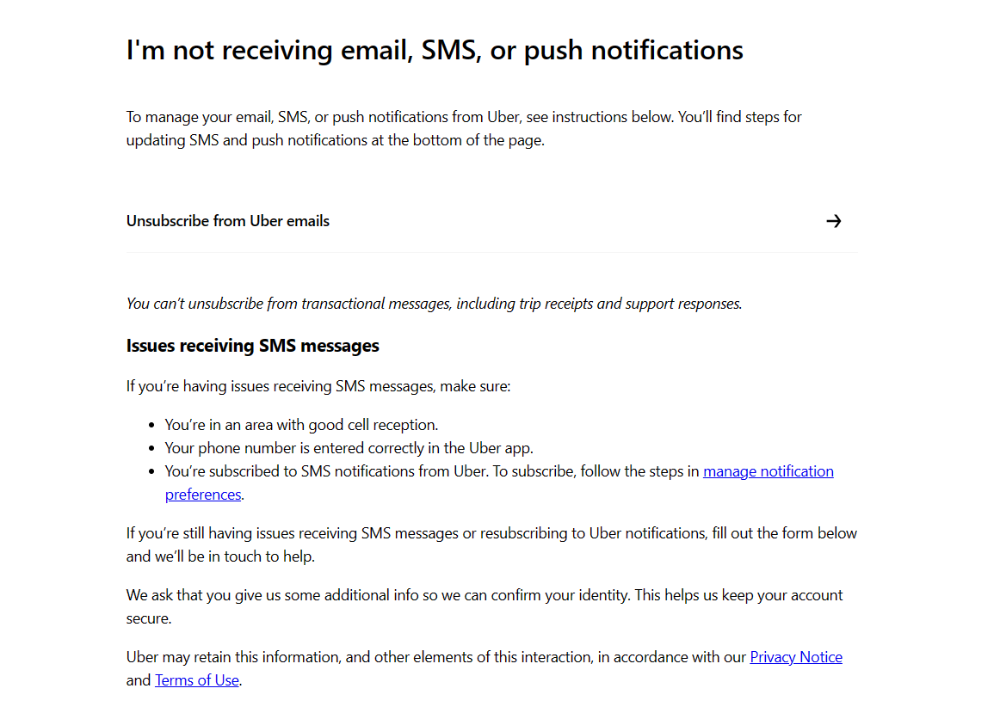 I'm not receiving email, SMS, or push notifications
To manage your email, SMS, or push notifications from Uber, see instructions below. You’ll find steps for
updating SMS and push notifications at the bottom of the page.
Unsubscribe from Uber emails
You can’t unsubscribe from transactional messages, including trip receipts and support responses.
Issues receiving SMS messages
If you’re having issues receiving SMS messages, make sure:
• You’re in an area with good cell reception.
• Your phone number is entered correctly in the Uber app.
• You’re subscribed to SMS notifications from Uber. To subscribe, follow the steps in manage notification
preferences.
If you’re still having issues receiving SMS messages or resubscribing to Uber notifications, fill out the form below
and we’ll be in touch to help.
We ask that you give us some additional info so we can confirm your identity. This helps us keep your account
secure.
Uber may retain this information, and other elements of this interaction, in accordance with our Privacy Notice
and Terms of Use.